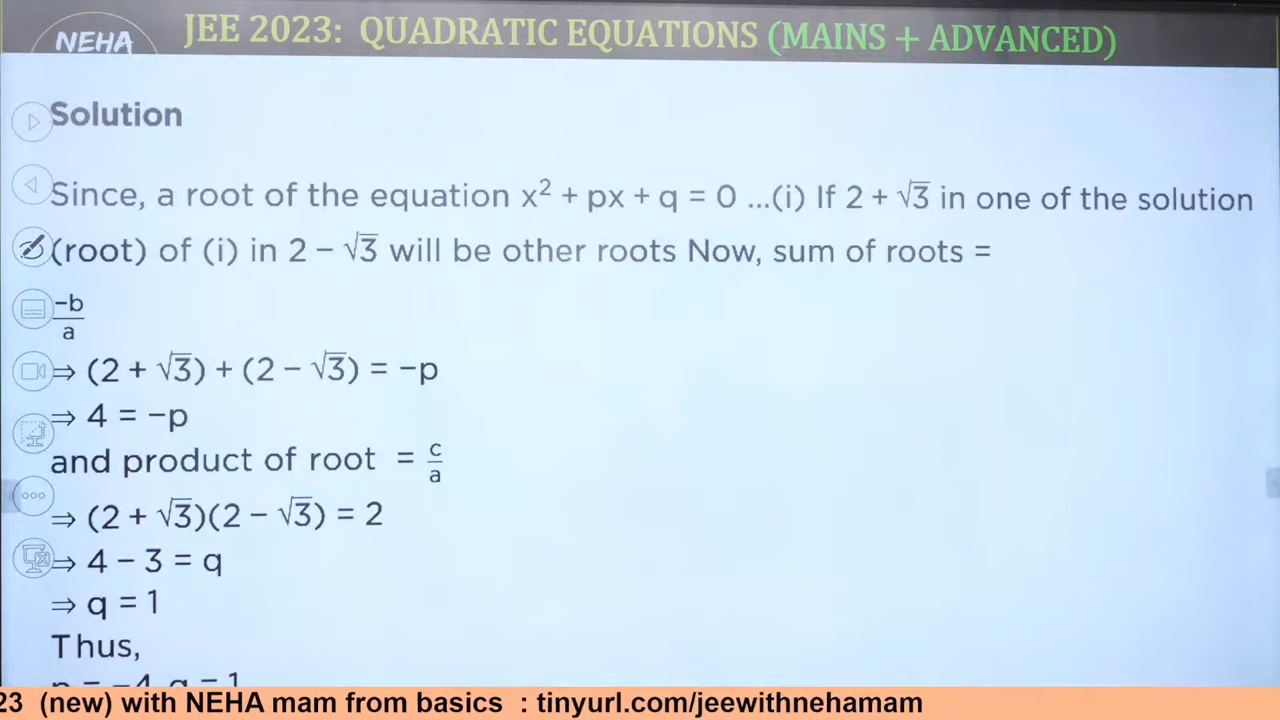 NEHA
JEE 2023: QUADRATIC EQUATIONS (MAINS + ADVANCED)
Solution
Since, a root of the equation x² + px + q = 0 ...(i) If 2 + √3 in one of the solution
(root) of (i) in 2 − √3 will be other roots Now, sum of roots =
−b/a
⇒ (2 + √3) + (2 − √3) = −p
⇒ 4 = −p
and product of root = c/a
⇒ (2 + √3)(2 − √3) = 2
⇒ 4 − 3 = q
⇒ q = 1
Thus,
p = −4, q = 1
23 (new) with NEHA mam from basics : tinyurl.com/jeewithnehamam